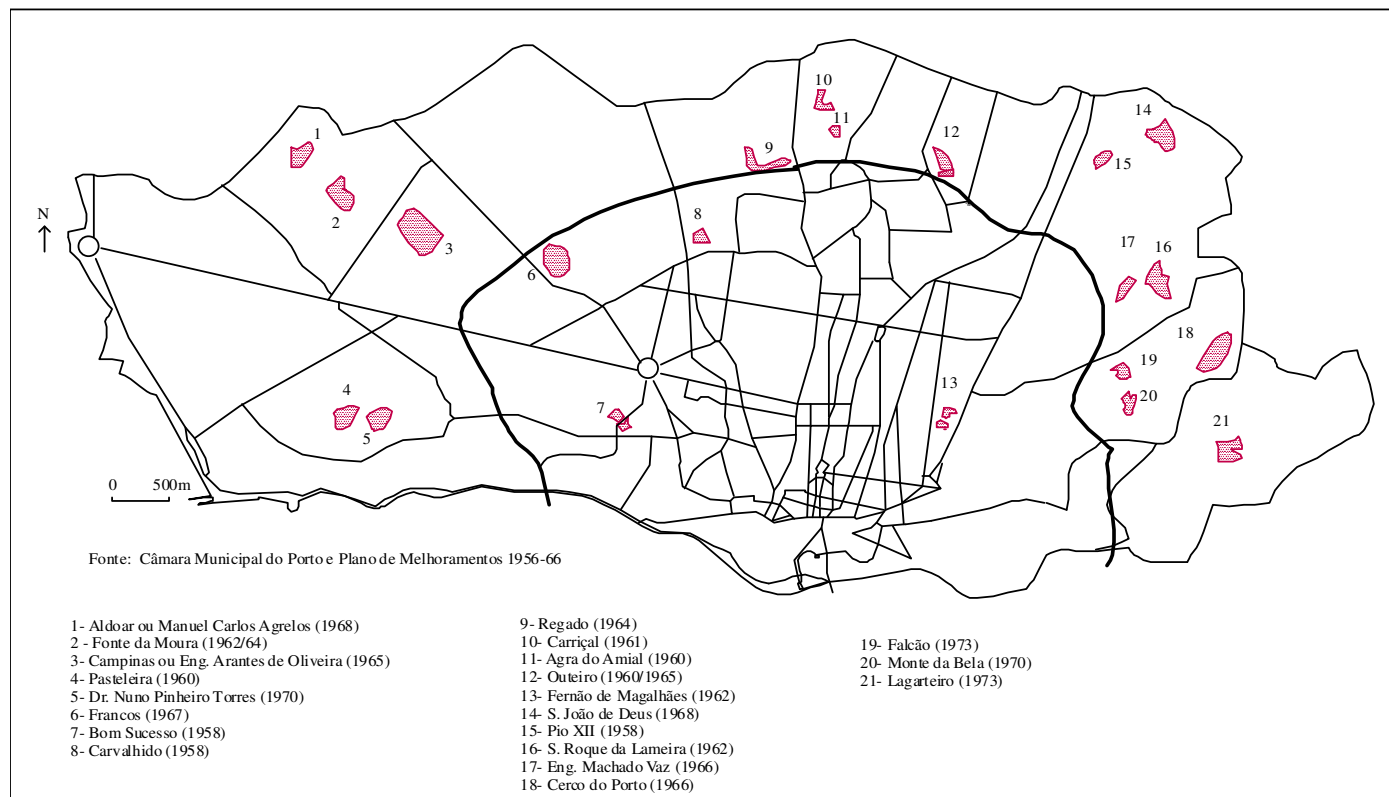 10
14
1
12
11
9
15
N
2
8
17
16
3
6
18
19
4
13
20
7
5
21
0 500m
Fonte: Câmara Municipal do Porto e Plano de Melhoramentos 1956-66
1- Aldoar ou Manuel Carlos Agrelos (1968)
2 - Fonte da Moura (1962/64)
3- Campinas ou Eng. Arantes de Oliveira (1965)
4- Pasteleira (1960)
5- Dr. Nuno Pinheiro Torres (1970)
6- Francos (1967)
7- Bom Sucesso (1958)
8- Carvalhido (1958)
9- Regado (1964)
10- Carriçal (1961)
11- Agra do Amial (1960)
12- Outeiro (1960/1965)
13- Fernão de Magalhães (1962)
14- S. João de Deus (1968)
15- Pio XII (1958)
16- S. Roque da Lameira (1962)
17- Eng. Machado Vaz (1966)
18- Cerco do Porto (1966)
19- Falcão (1973)
20- Monte da Bela (1970)
21- Lagarteiro (1973)